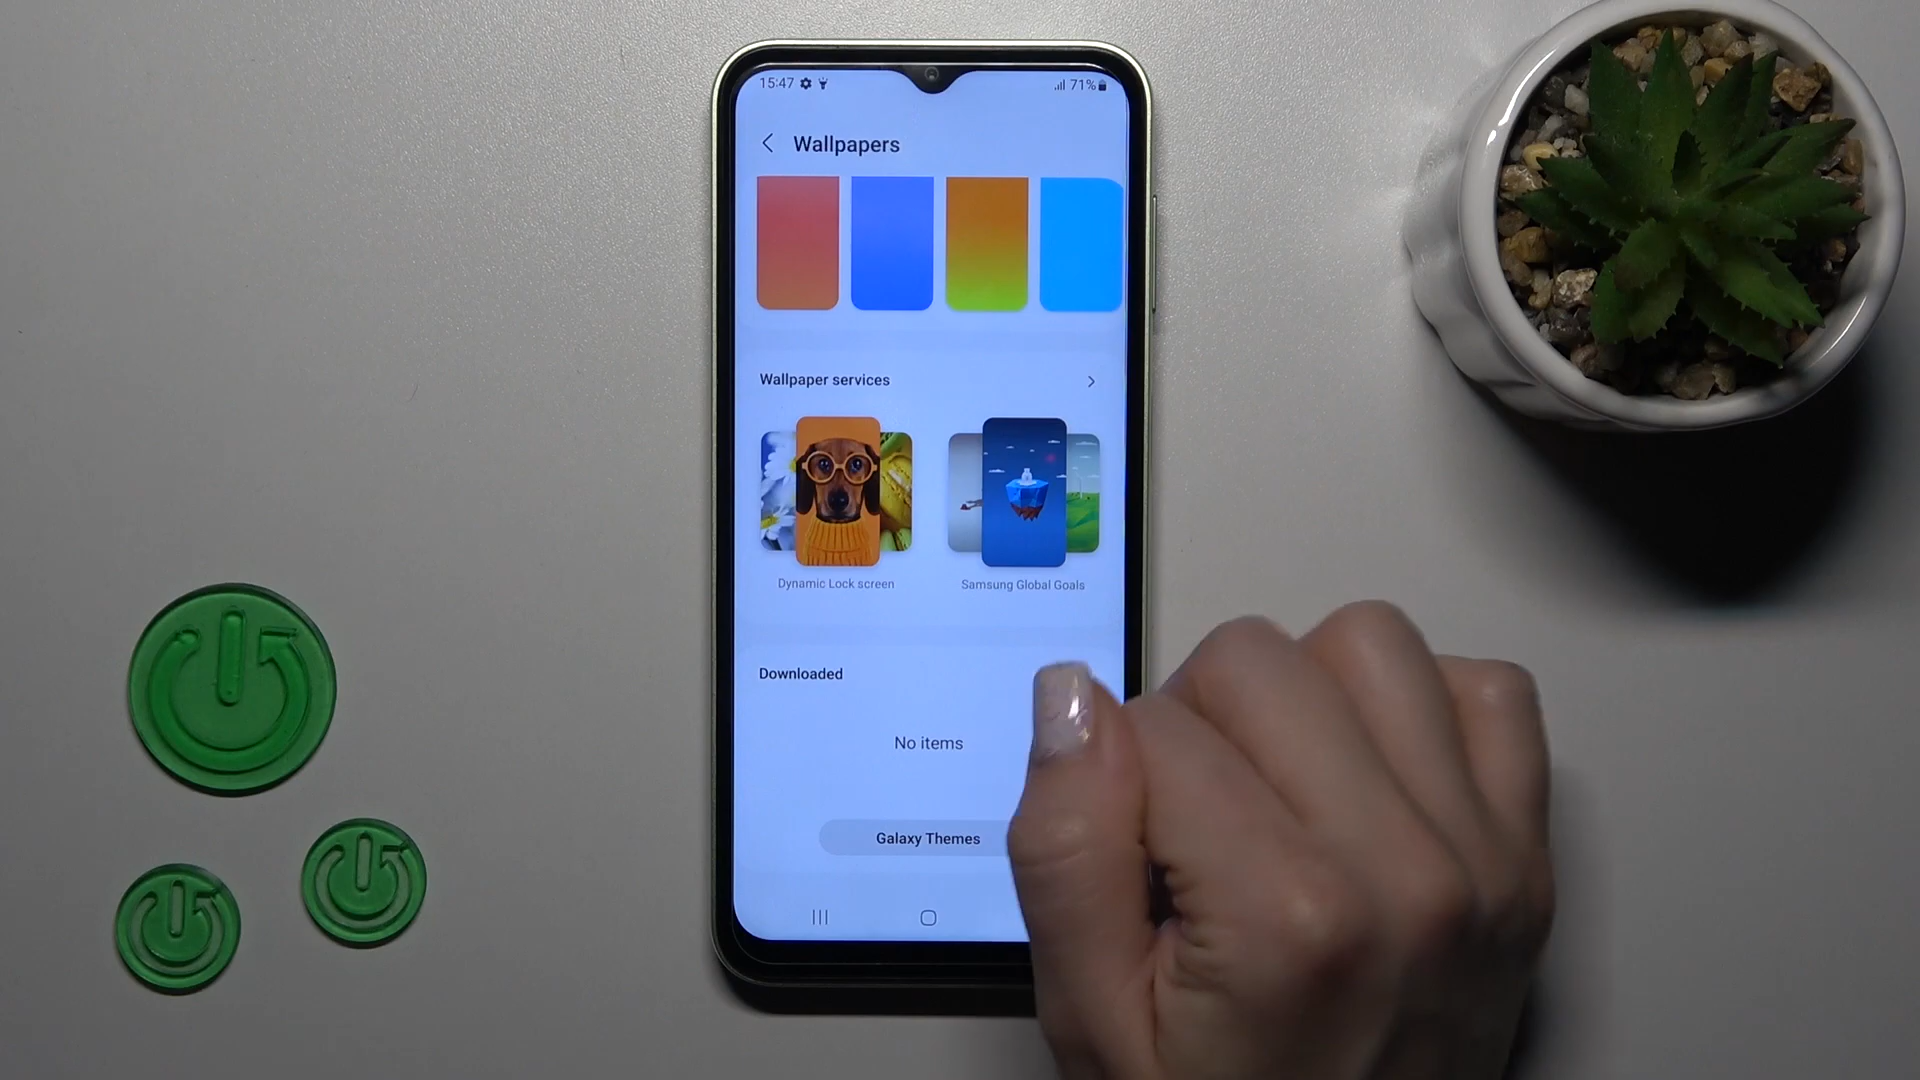 15:47 71%
Wallpapers
Wallpaper services
Dynamic Lock screen
Samsung Global Goals
Downloaded
No items
Galaxy Themes